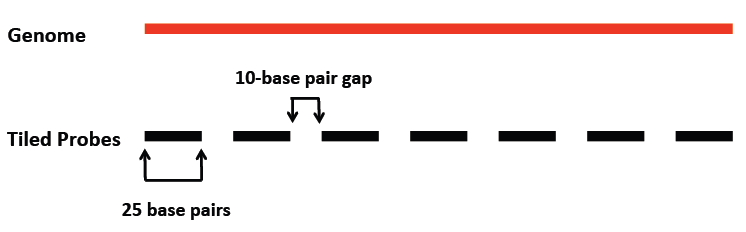 Genome
10-base pair gap
Tiled Probes
25 base pairs